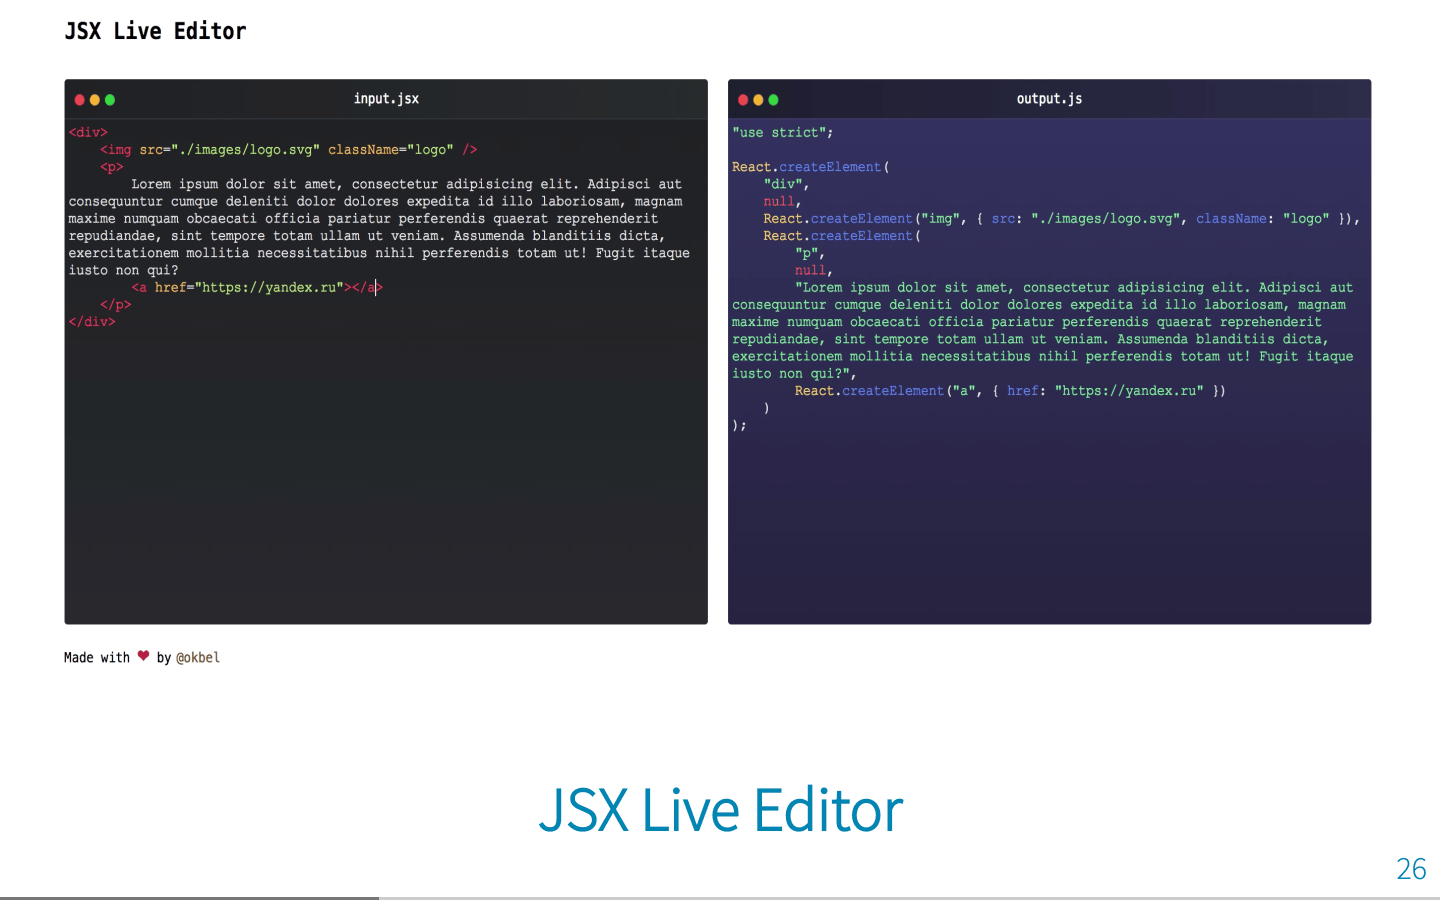 JSX Live Editor
input.jsx
<div>
    <img src="./images/logo.svg" className="logo" />
    <p>
        Lorem ipsum dolor sit amet, consectetur adipisicing elit. Adipisci aut
consequuntur cumque deleniti dolor dolores expedita id illo laboriosam, magnam
maxime numquam obcaecati officia pariatur perferendis quaerat reprehenderit
repudiandae, sint tempore totam ullam ut veniam. Assumenda blanditiis dicta,
exercitationem mollitia necessitatibus nihil perferendis totam ut! Fugit itaque
iusto non qui?
        <a href="https://yandex.ru"></a>
    </p>
</div>
output.js
"use strict";
React.createElement(
    "div",
    null,
    React.createElement("img", { src: "./images/logo.svg", className: "logo" }),
    React.createElement(
        "p",
        null,
        "Lorem ipsum dolor sit amet, consectetur adipisicing elit. Adipisci aut
consequuntur cumque deleniti dolor dolores expedita id illo laboriosam, magnam
maxime numquam obcaecati officia pariatur perferendis quaerat reprehenderit
repudiandae, sint tempore totam ullam ut veniam. Assumenda blanditiis dicta,
exercitationem mollitia necessitatibus nihil perferendis totam ut! Fugit itaque
iusto non qui?",
        React.createElement("a", { href: "https://yandex.ru" })
    )
);
Made with ❤ by @okbel
JSX Live Editor
26